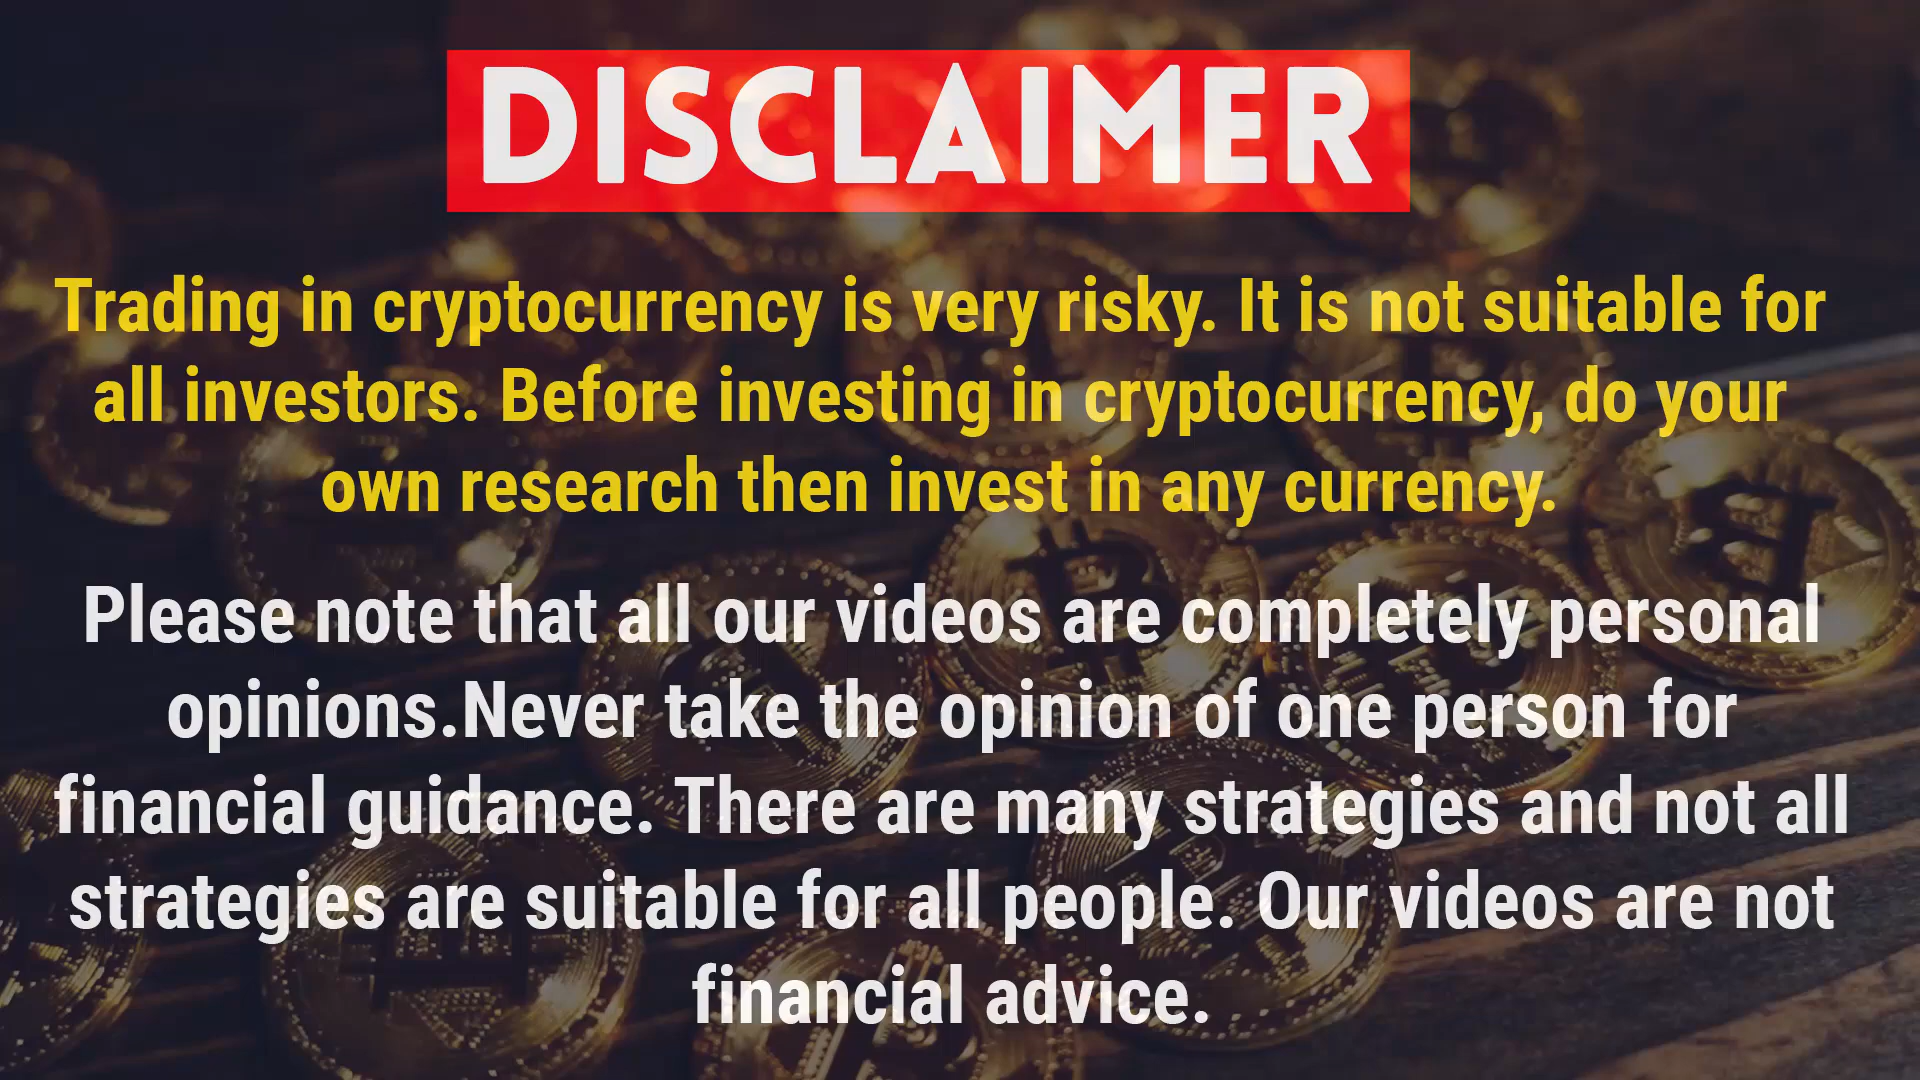 DISCLAIMER
Trading in cryptocurrency is very risky. It is not suitable for
all investors. Before investing in cryptocurrency, do your
own research then invest in any currency.
Please note that all our videos are completely personal
opinions.Never take the opinion of one person for
financial guidance. There are many strategies and not all
strategies are suitable for all people. Our videos are not
financial advice.